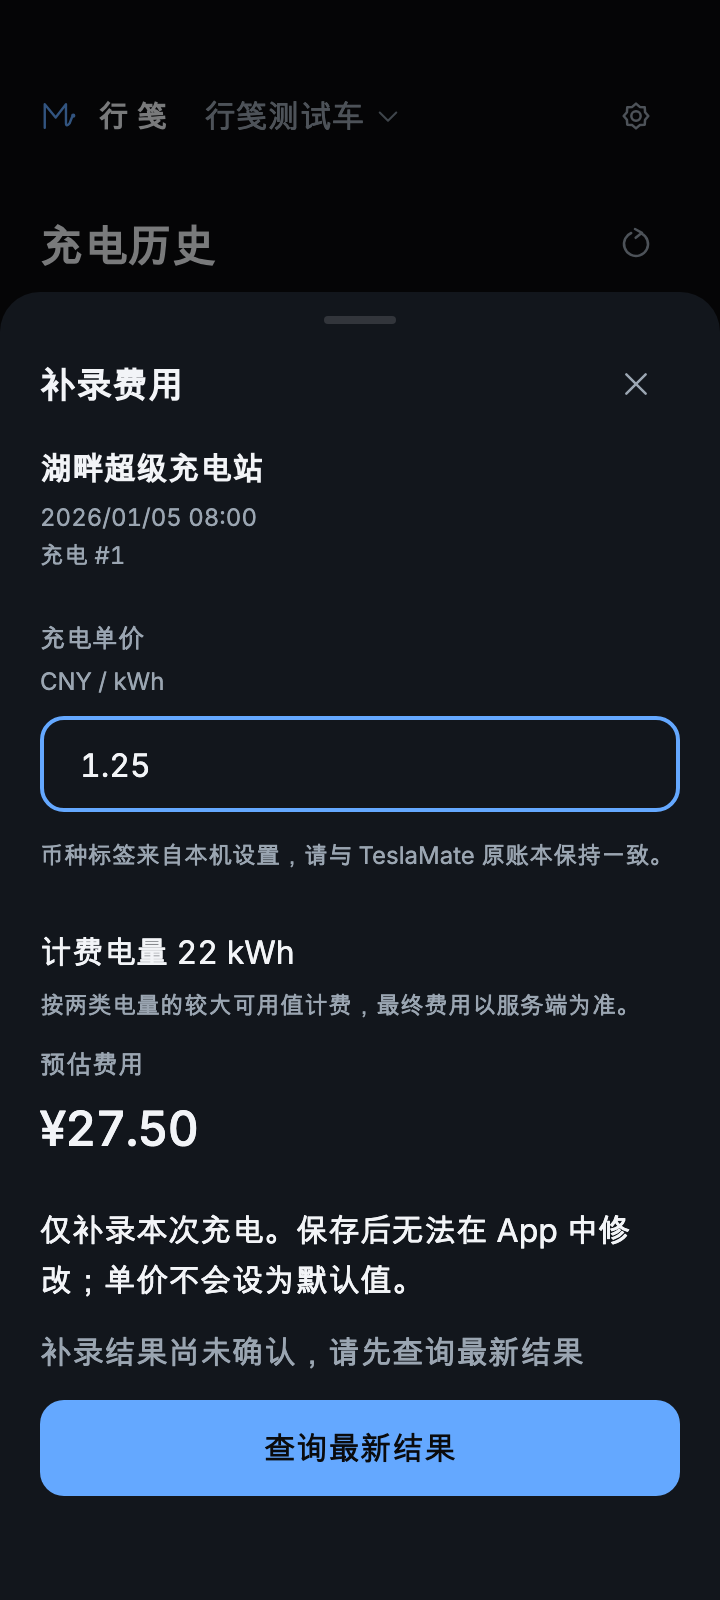 行笺 行笺测试车
充电历史
补录费用
湖畔超级充电站
2026/01/05 08:00
充电 #1
充电单价
CNY / kWh
1.25
币种标签来自本机设置，请与 TeslaMate 原账本保持一致。
计费电量 22 kWh
按两类电量的较大可用值计费，最终费用以服务端为准。
预估费用
¥27.50
仅补录本次充电。保存后无法在 App 中修
改；单价不会设为默认值。
补录结果尚未确认，请先查询最新结果
查询最新结果